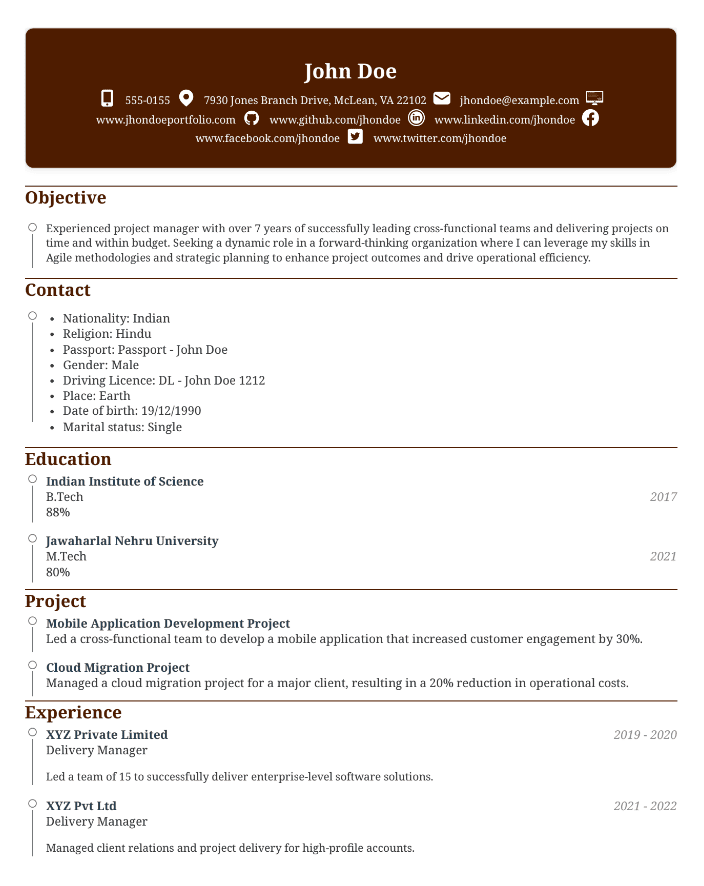 John Doe
555-0155 7930 Jones Branch Drive, McLean, VA 22102 jhondoe@example.com
www.jhondoeportfolio.com www.github.com/jhondoe www.linkedin.com/jhondoe
www.facebook.com/jhondoe www.twitter.com/jhondoe
Objective
Experienced project manager with over 7 years of successfully leading cross-functional teams and delivering projects on
time and within budget. Seeking a dynamic role in a forward-thinking organization where I can leverage my skills in
Agile methodologies and strategic planning to enhance project outcomes and drive operational efficiency.
Contact
• Nationality: Indian
• Religion: Hindu
• Passport: Passport - John Doe
• Gender: Male
• Driving Licence: DL - John Doe 1212
• Place: Earth
• Date of birth: 19/12/1990
• Marital status: Single
Education
Indian Institute of Science
B.Tech 2017
88%
Jawaharlal Nehru University
M.Tech 2021
80%
Project
Mobile Application Development Project
Led a cross-functional team to develop a mobile application that increased customer engagement by 30%.
Cloud Migration Project
Managed a cloud migration project for a major client, resulting in a 20% reduction in operational costs.
Experience
XYZ Private Limited 2019 - 2020
Delivery Manager
Led a team of 15 to successfully deliver enterprise-level software solutions.
XYZ Pvt Ltd 2021 - 2022
Delivery Manager
Managed client relations and project delivery for high-profile accounts.